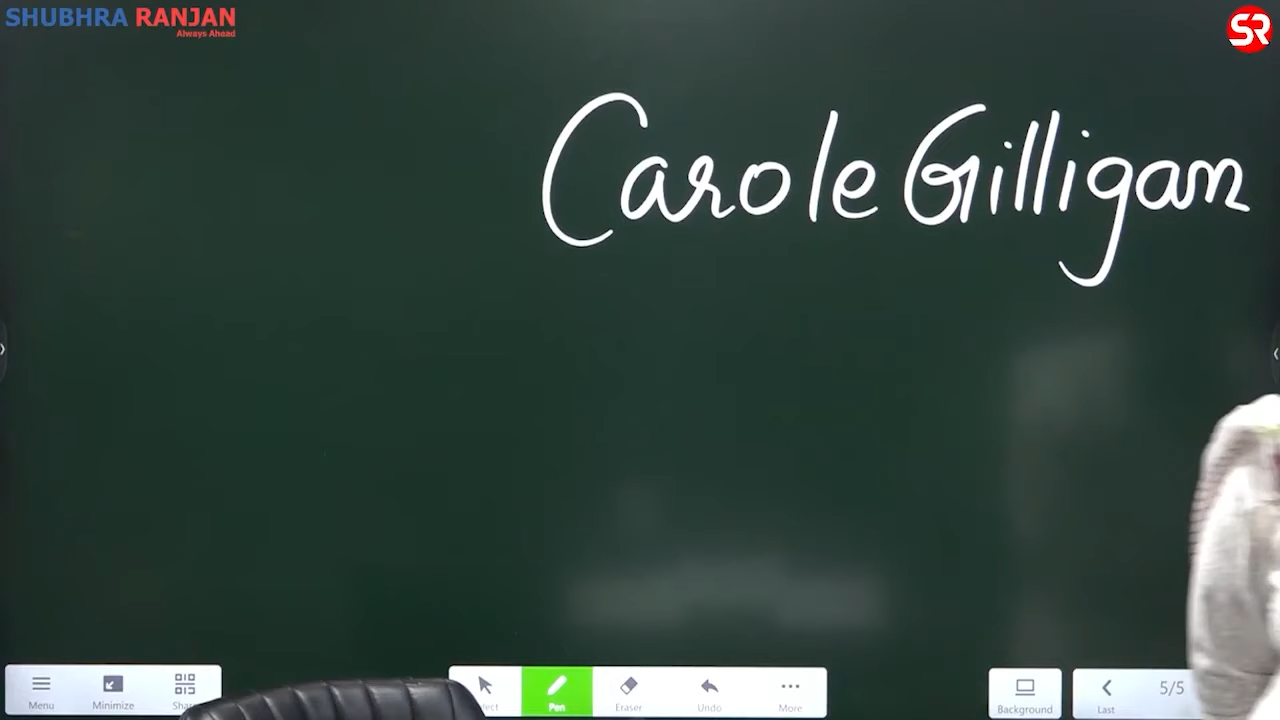 SHUBHRA RANJAN
Always Ahead
SR
Carole Gilligan
Menu
Minimize
Pen
Eraser
Undo
More
Background
Last
5/5